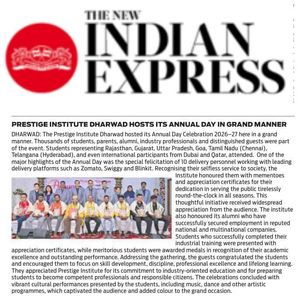 THE NEW
INDIAN
EXPRESS
PRESTIGE INSTITUTE DHARWAD HOSTS ITS ANNUAL DAY IN GRAND MANNER
DHARWAD: The Prestige Institute Dharwad hosted its Annual Day Celebration 2026-27 here in a grand
manner. Thousands of students, parents, alumni, industry professionals and distinguished guests were part
of the event. Students representing Rajasthan, Gujarat, Uttar Pradesh, Goa, Tamil Nadu (Chennai),
Telangana (Hyderabad), and even international participants from Dubai and Qatar, attended. One of the
major highlights of the Annual Day was the special felicitation of 10 delivery personnel working with leading
delivery platforms such as Zomato, Swiggy and Blinkit. Recognising their selfless service to society, the
Institute honoured them with mementoes
and appreciation certificates for their
dedication in serving the public tirelessly
round-the-clock in all seasons. This
thoughtful initiative received widespread
appreciation from the audience. The institute
also honoured its alumni who have
successfully secured employment in reputed
national and multinational companies.
Students who successfully completed their
industrial training were presented with
appreciation certificates, while meritorious students were awarded medals in recognition of their academic
excellence and outstanding performance. Addressing the gathering, the guests congratulated the students
and encouraged them to focus on skill development, discipline, professional excellence and lifelong learning.
They appreciated Prestige Institute for its commitment to industry-oriented education and for preparing
students to become competent professionals and responsible citizens. The celebrations concluded with
vibrant cultural performances presented by the students, including music, dance and other artistic
programmes, which captivated the audience and added colour to the grand occasion.